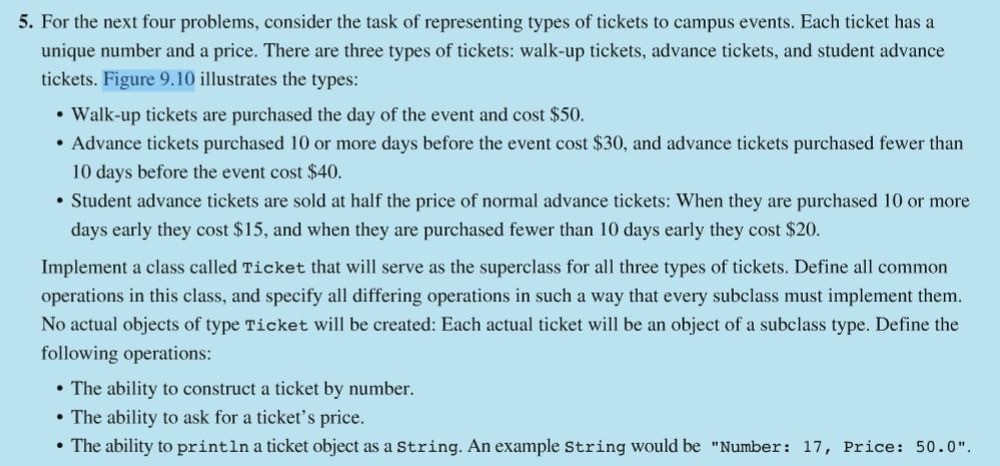 5. For the next four problems, consider the task of representing types of tickets to campus events. Each ticket has a
unique number and a price. There are three types of tickets: walk-up tickets, advance tickets, and student advance
tickets. Figure 9.10 illustrates the types:
• Walk-up tickets are purchased the day of the event and cost $50.
• Advance tickets purchased 10 or more days before the event cost $30, and advance tickets purchased fewer than
10 days before the event cost $40.
• Student advance tickets are sold at half the price of normal advance tickets: When they are purchased 10 or more
days early they cost $15, and when they are purchased fewer than 10 days early they cost $20.
Implement a class called Ticket that will serve as the superclass for all three types of tickets. Define all common
operations in this class, and specify all differing operations in such a way that every subclass must implement them.
No actual objects of type Ticket will be created: Each actual ticket will be an object of a subclass type. Define the
following operations:
• The ability to construct a ticket by number.
• The ability to ask for a ticket’s price.
• The ability to println a ticket object as a String. An example String would be "Number: 17, Price: 50.0".